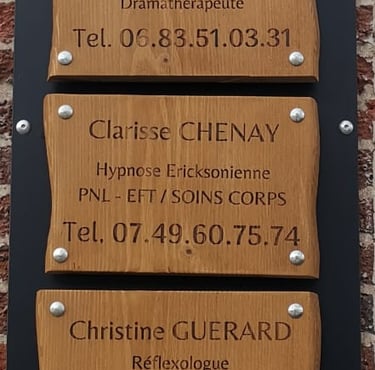 Dramathérapeute
Tel. 06.83.51.03.31
Clarisse CHENAY
Hypnose Ericksonienne
PNL - EFT / SOINS CORPS
Tel. 07.49.60.75.74
Christine GUERARD
Réflexologue